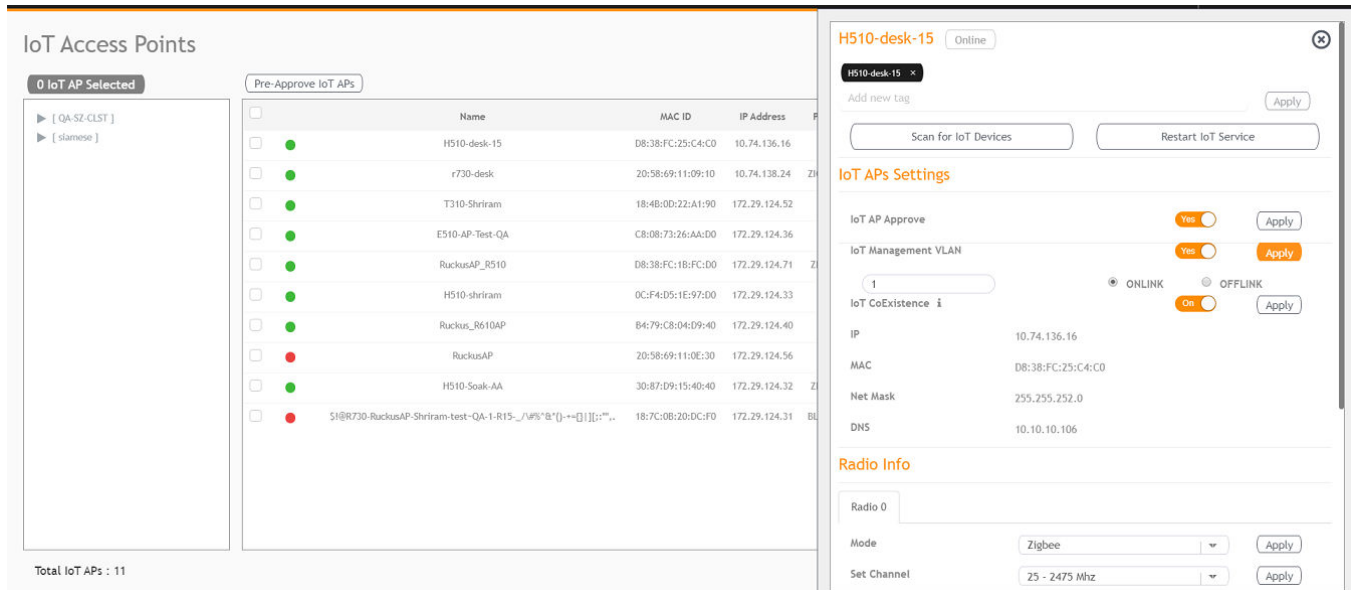 IoT Access Points
0 IoT AP Selected
Pre-Approve IoT APs
[ QA-SZ-CLST ]
[ siamese ]
Name MAC ID IP Address P
H510-desk-15 D8:38:FC:25:C4:C0 10.74.136.16
r730-desk 20:58:69:11:09:10 10.74.138.24 ZI
T310-Shriram 18:4B:0D:22:A1:90 172.29.124.52
E510-AP-Test-QA C8:08:73:26:AA:D0 172.29.124.36
RuckusAP_R510 D8:38:FC:1B:FC:D0 172.29.124.71 ZI
H510-shriram 0C:F4:D5:1E:97:D0 172.29.124.33
Ruckus_R610AP B4:79:C8:04:D9:40 172.29.124.40
RuckusAP 20:58:69:11:0E:30 172.29.124.56
H510-Soak-AA 30:87:D9:15:40:40 172.29.124.32 ZI
18:7C:0B:20:DC:F0 172.29.124.31 BL
Total IoT APs : 11
H510-desk-15 Online
H510-desk-15 ×
Add new tag Apply
Scan for IoT Devices Restart IoT Service
IoT APs Settings
IoT AP Approve Yes Apply
IoT Management VLAN Yes Apply
1 ONLINK OFFLINK
IoT CoExistence i On Apply
IP 10.74.136.16
MAC D8:38:FC:25:C4:C0
Net Mask 255.255.252.0
DNS 10.10.10.106
Radio Info
Radio 0
Mode Zigbee Apply
Set Channel 25 - 2475 Mhz Apply